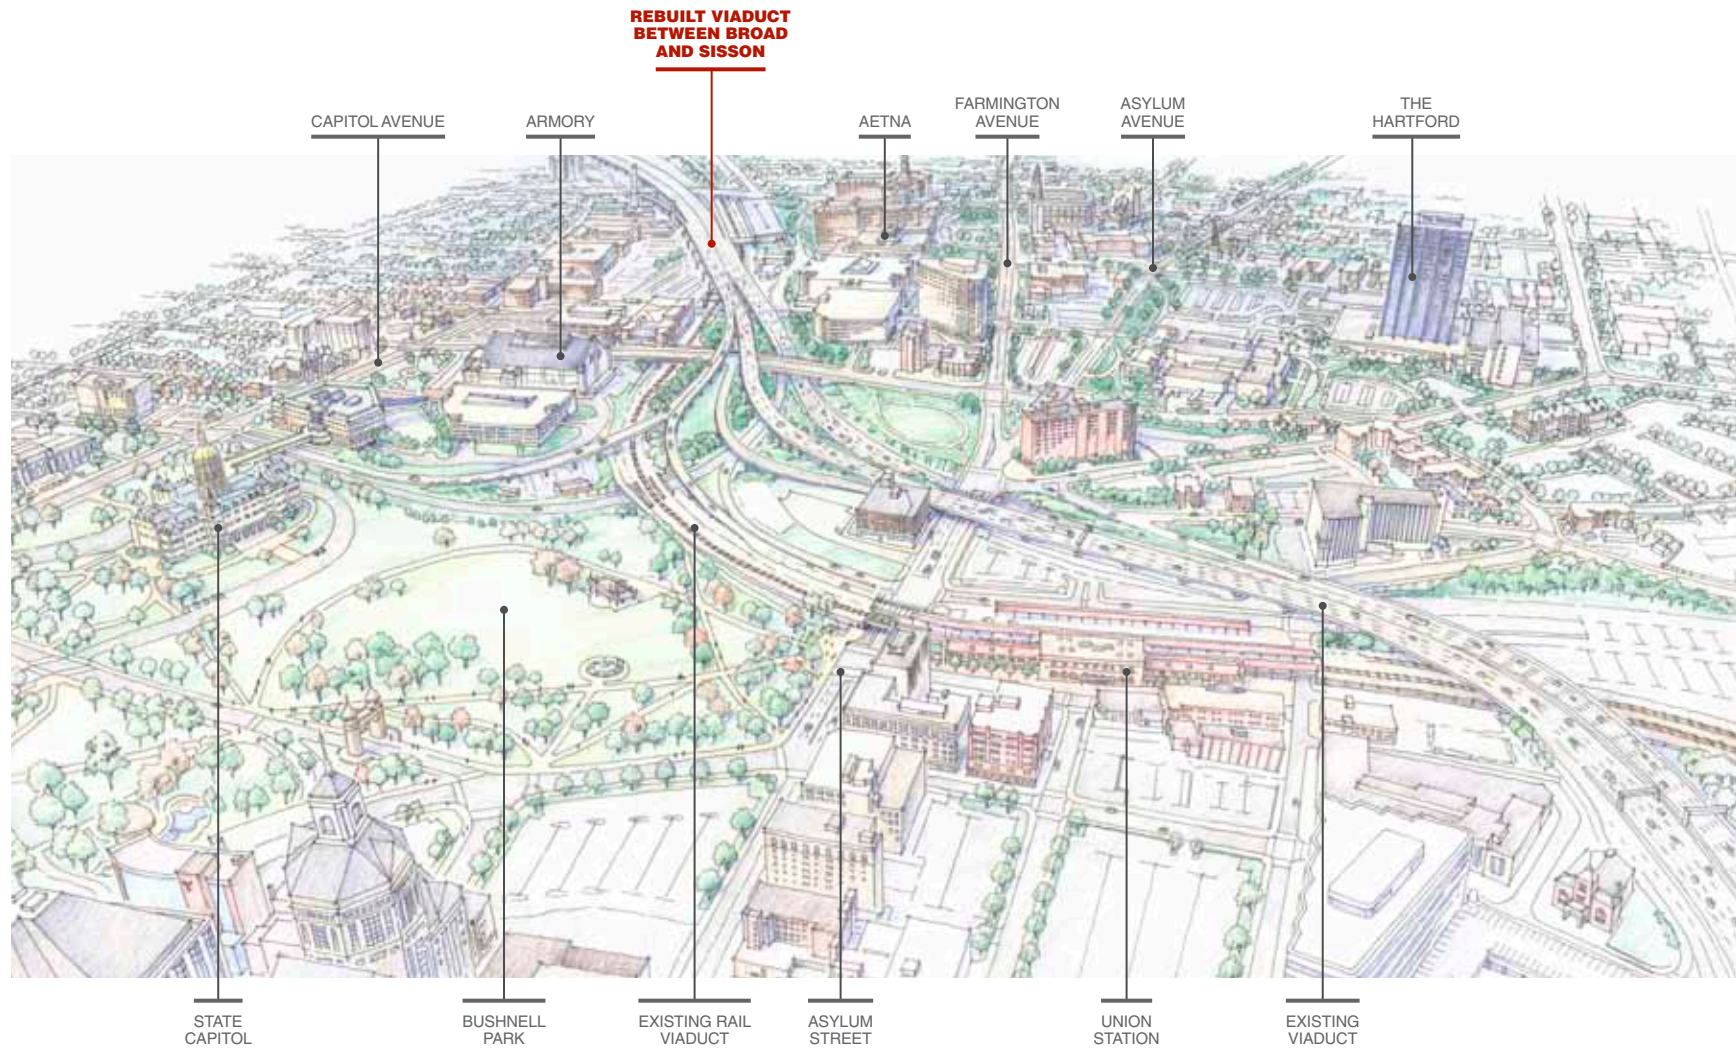 REBUILT VIADUCT
BETWEEN BROAD
AND SISSON
CAPITOL AVENUE
ARMORY
AETNA
FARMINGTON
AVENUE
ASYLUM
AVENUE
THE
HARTFORD
STATE
CAPITOL
BUSHNELL
PARK
EXISTING RAIL
VIADUCT
ASYLUM
STREET
UNION
STATION
EXISTING
VIADUCT